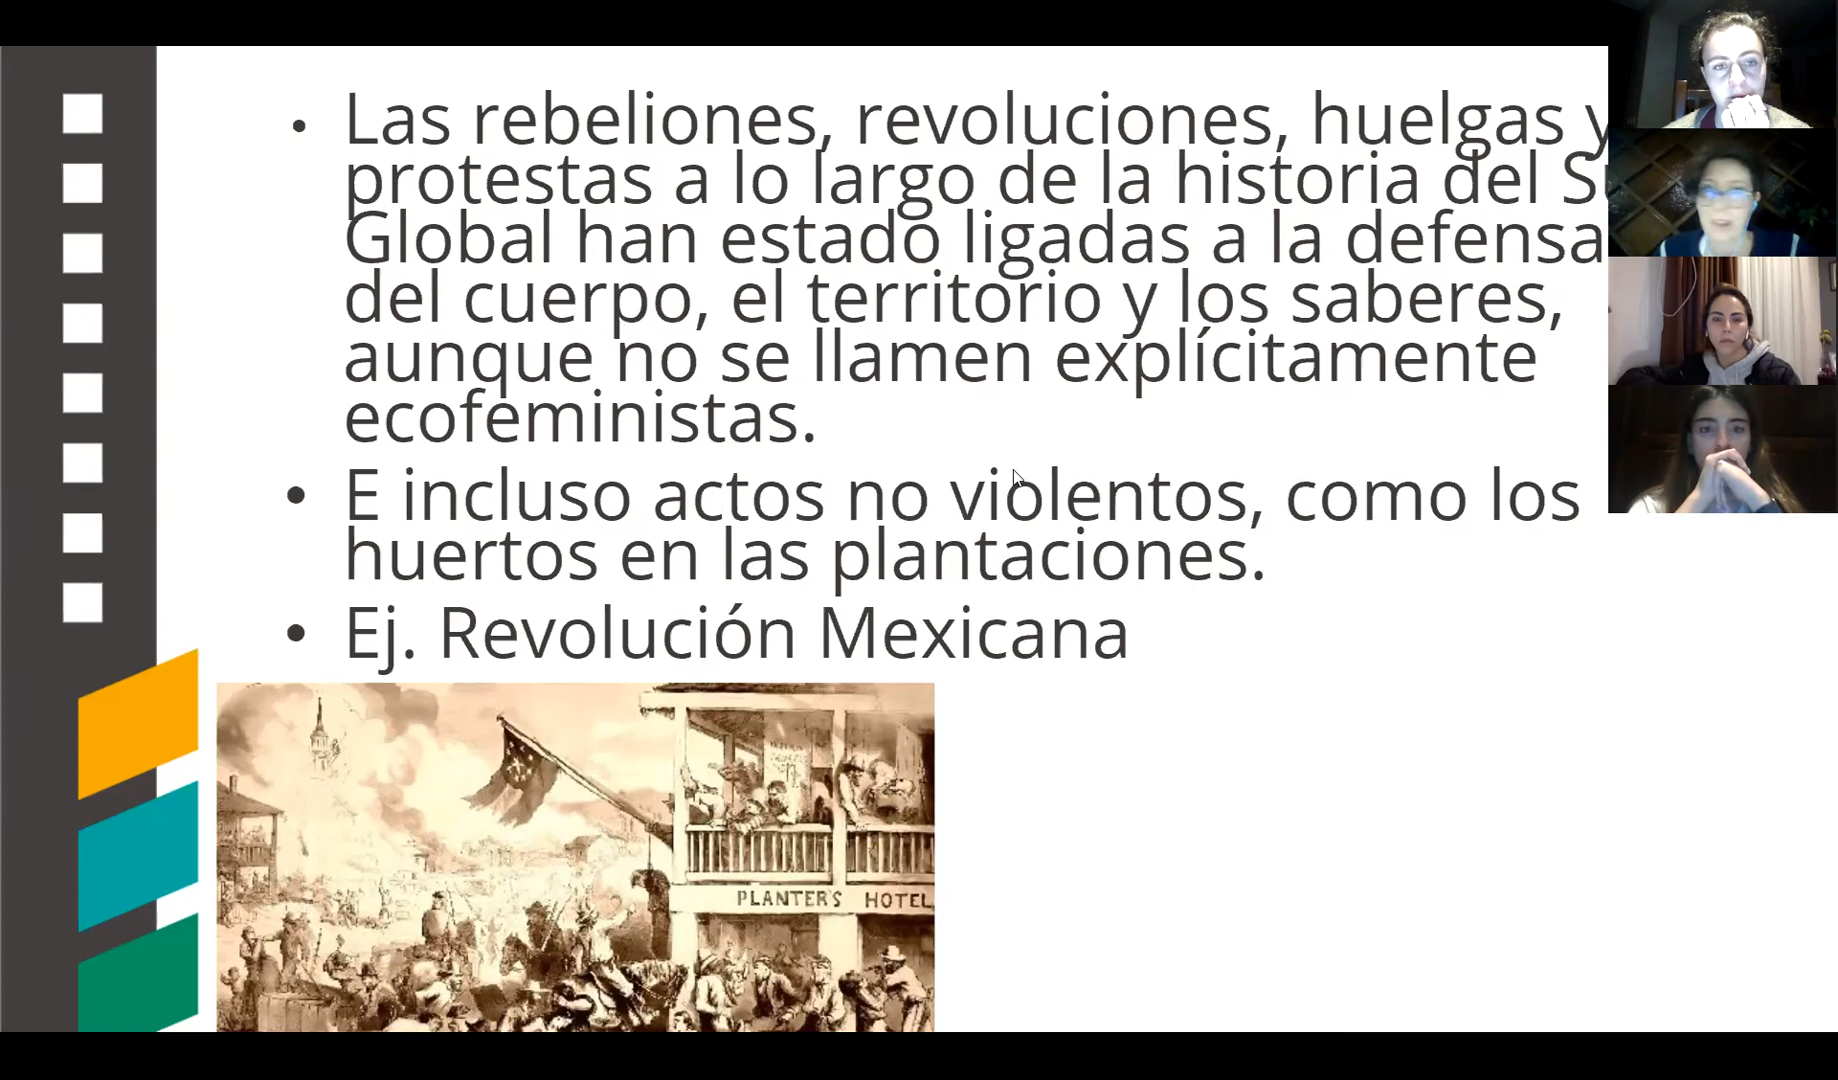 • Las rebeliones, revoluciones, huelgas y
protestas a lo largo de la historia del
Global han estado ligadas a la defensa
del cuerpo, el territorio y los saberes,
aunque no se llamen explícitamente
ecofeministas.
• E incluso actos no violentos, como los
huertos en las plantaciones.
• Ej. Revolución Mexicana
PLANTER'S HOTEL